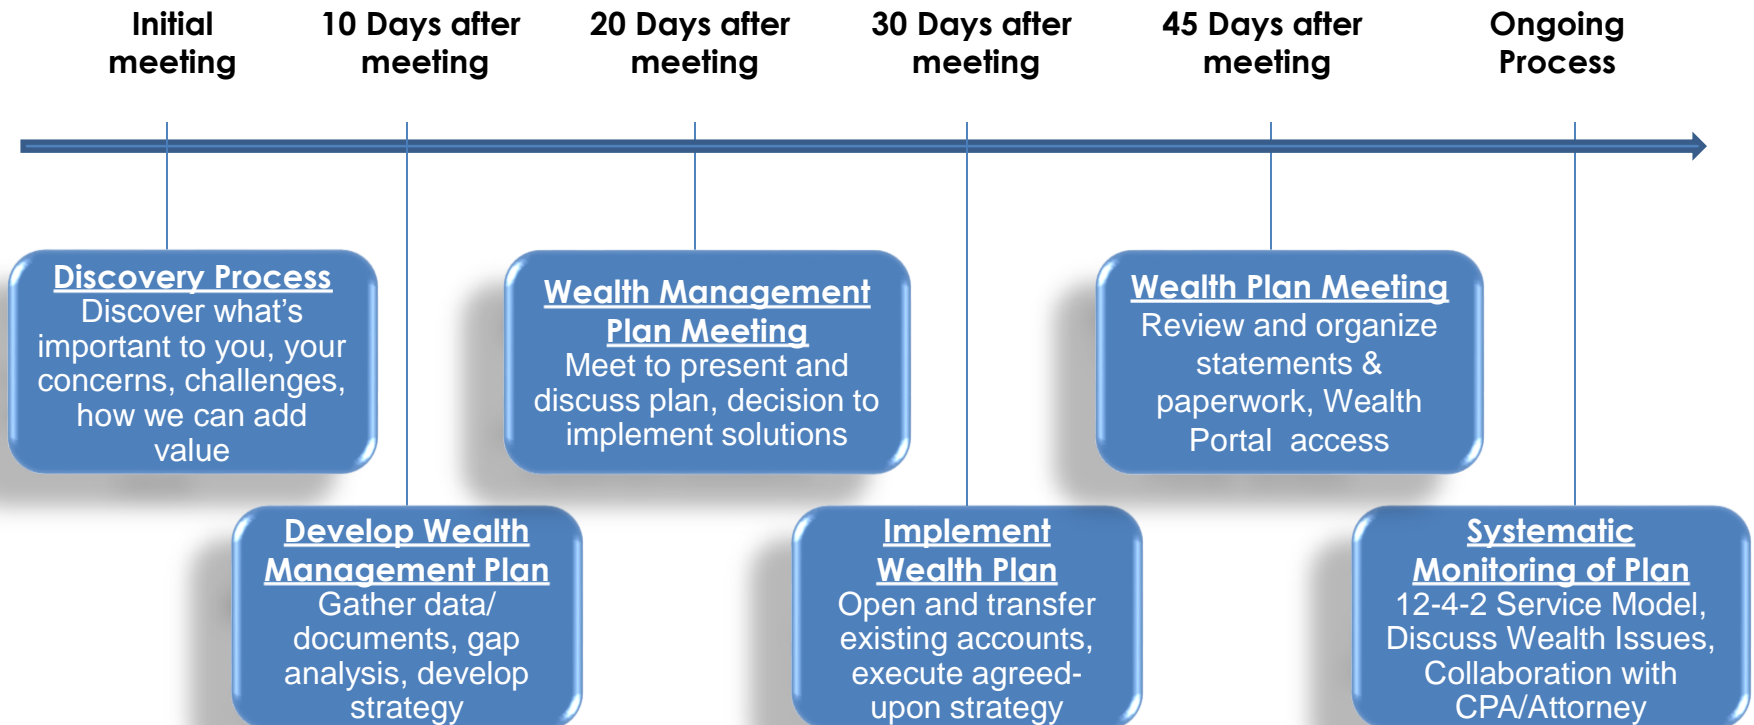 Initial
meeting
10 Days after
meeting
20 Days after
meeting
30 Days after
meeting
45 Days after
meeting
Ongoing
Process
Discovery Process
Discover what's
important to you, your
concerns, challenges,
how we can add
value
Develop Wealth
Management Plan
Gather data/
documents, gap
analysis, develop
strategy
Wealth Management
Plan Meeting
Meet to present and
discuss plan, decision to
implement solutions
Implement
Wealth Plan
Open and transfer
existing accounts,
execute agreed-
upon strategy
Wealth Plan Meeting
Review and organize
statements &
paperwork, Wealth
Portal access
Systematic
Monitoring of Plan
12-4-2 Service Model,
Discuss Wealth Issues,
Collaboration with
CPA/Attorney